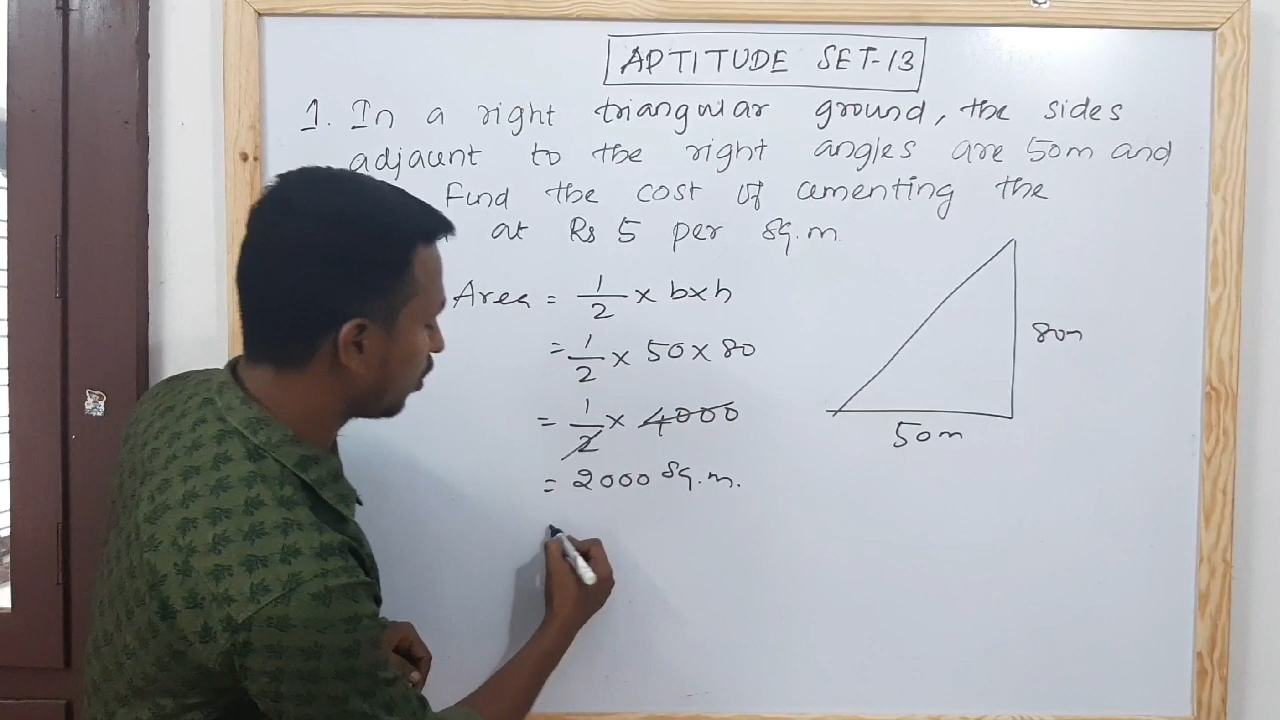 APTITUDE SET-13
1. In a right triangular ground, the sides
adjacent to the right angles are 50m and
Find the cost of cementing the
at Rs 5 per sq.m.
Area = 1/2 x b x h
= 1/2 x 50 x 80
= 1/2 x 4000
= 2000 sq.m.
80m
50m